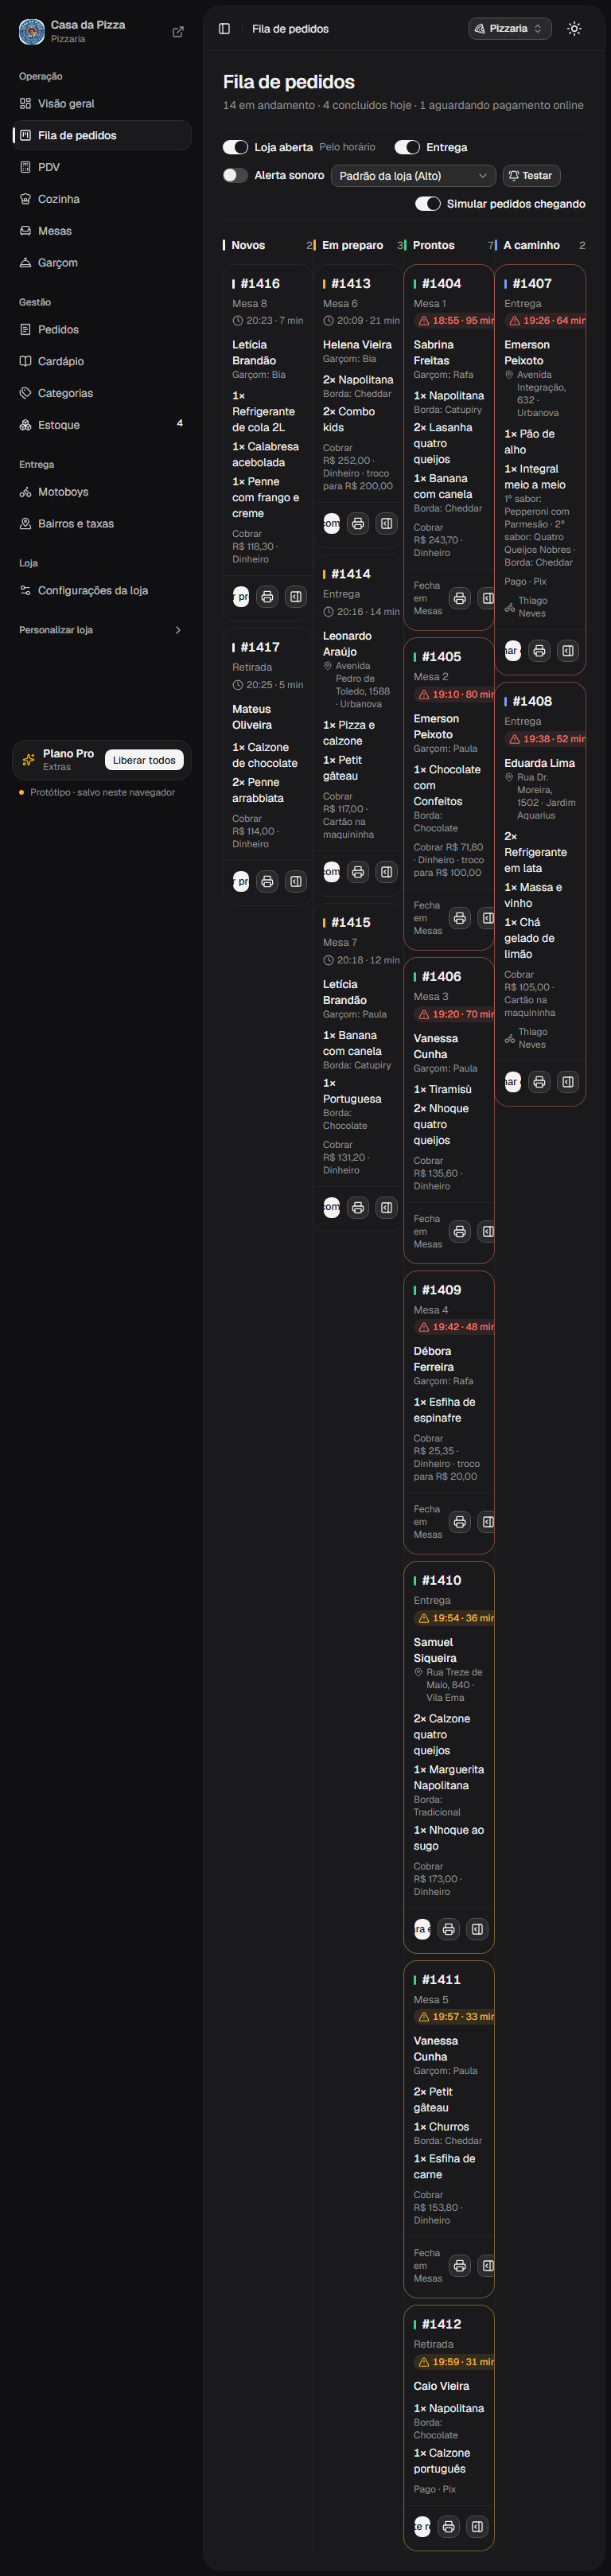 Casa da Pizza
Pizzaria
Operação
Visão geral
Fila de pedidos
PDV
Cozinha
Mesas
Garçom
Gestão
Pedidos
Cardápio
Categorias
Estoque 4
Entrega
Motoboys
Bairros e taxas
Loja
Configurações da loja
Personalizar loja
Plano Pro
Extras
Liberar todos
Protótipo · salvo neste navegador
Fila de pedidos
Pizzaria
Fila de pedidos
14 em andamento · 4 concluídos hoje · 1 aguardando pagamento online
Loja aberta Pelo horário
Entrega
Alerta sonoro
Padrão da loja (Alto)
Testar
Simular pedidos chegando
Novos 2
#1416
Mesa 8
20:23 · 7 min
Letícia
Brandão
Garçom: Bia
1×
Refrigerante
de cola 2L
1× Calabresa
acebolada
1× Penne
com frango e
creme
Cobrar
R$ 118,30 ·
Dinheiro
#1417
Retirada
20:25 · 5 min
Mateus
Oliveira
1× Calzone
de chocolate
2× Penne
arrabbiata
Cobrar
R$ 114,00 ·
Dinheiro
Em preparo 3
#1413
Mesa 6
20:09 · 21 min
Helena Vieira
Garçom: Bia
2× Napolitana
Borda: Cheddar
2× Combo
kids
Cobrar
R$ 252,00 ·
Dinheiro · troco
para R$ 200,00
com
#1414
Entrega
20:16 · 14 min
Leonardo
Araújo
Avenida
Pedro de
Toledo, 1588
· Urbanova
1× Pizza e
calzone
1× Petit
gâteau
Cobrar
R$ 117,00 ·
Cartão na
maquininha
com
#1415
Mesa 7
20:18 · 12 min
Letícia
Brandão
Garçom: Paula
1× Banana
com canela
Borda: Catupiry
1×
Portuguesa
Borda:
Chocolate
Cobrar
R$ 131,20 ·
Dinheiro
com
Prontos 7
#1404
Mesa 1
18:55 · 95 min
Sabrina
Freitas
Garçom: Rafa
1× Napolitana
Borda: Catupiry
2× Lasanha
quatro
queijos
1× Banana
com canela
Borda: Cheddar
Cobrar
R$ 243,70 ·
Dinheiro
Fecha
em
Mesas
#1405
Mesa 2
19:10 · 80 min
Emerson
Peixoto
Garçom: Paula
1× Chocolate
com
Confeitos
Borda:
Chocolate
Cobrar R$ 71,80
· Dinheiro · troco
para R$ 100,00
Fecha
em
Mesas
#1406
Mesa 3
19:20 · 70 min
Vanessa
Cunha
Garçom: Paula
1× Tiramisù
2× Nhoque
quatro
queijos
Cobrar
R$ 135,60 ·
Dinheiro
Fecha
em
Mesas
#1409
Mesa 4
19:42 · 48 min
Débora
Ferreira
Garçom: Rafa
1× Esfiha de
espinafre
Cobrar
R$ 25,35 ·
Dinheiro · troco
para R$ 20,00
Fecha
em
Mesas
#1410
Entrega
19:54 · 36 min
Samuel
Siqueira
Rua Treze de
Maio, 840 ·
Vila Ema
2× Calzone
quatro
queijos
1× Marguerita
Napolitana
Borda:
Tradicional
1× Nhoque ao
sugo
Cobrar
R$ 173,00 ·
Dinheiro
#1411
Mesa 5
19:57 · 33 min
Vanessa
Cunha
Garçom: Paula
2× Petit
gâteau
1× Churros
Borda: Cheddar
1× Esfiha de
carne
Cobrar
R$ 153,80 ·
Dinheiro
Fecha
em
Mesas
#1412
Retirada
19:59 · 31 min
Caio Vieira
1× Napolitana
Borda:
Chocolate
1× Calzone
português
Pago · Pix
A caminho 2
#1407
Entrega
19:26 · 64 min
Emerson
Peixoto
Avenida
Integração,
632 ·
Urbanova
1× Pão de
alho
1× Integral
meio a meio
1º sabor:
Pepperoni com
Parmesão · 2º
sabor: Quatro
Queijos Nobres ·
Borda: Cheddar
Pago · Pix
Thiago
Neves
#1408
Entrega
19:38 · 52 min
Eduarda Lima
Rua Dr.
Moreira,
1502 · Jardim
Aquarius
2×
Refrigerante
em lata
1× Massa e
vinho
1× Chá
gelado de
limão
Cobrar
R$ 105,00 ·
Cartão na
maquininha
Thiago
Neves